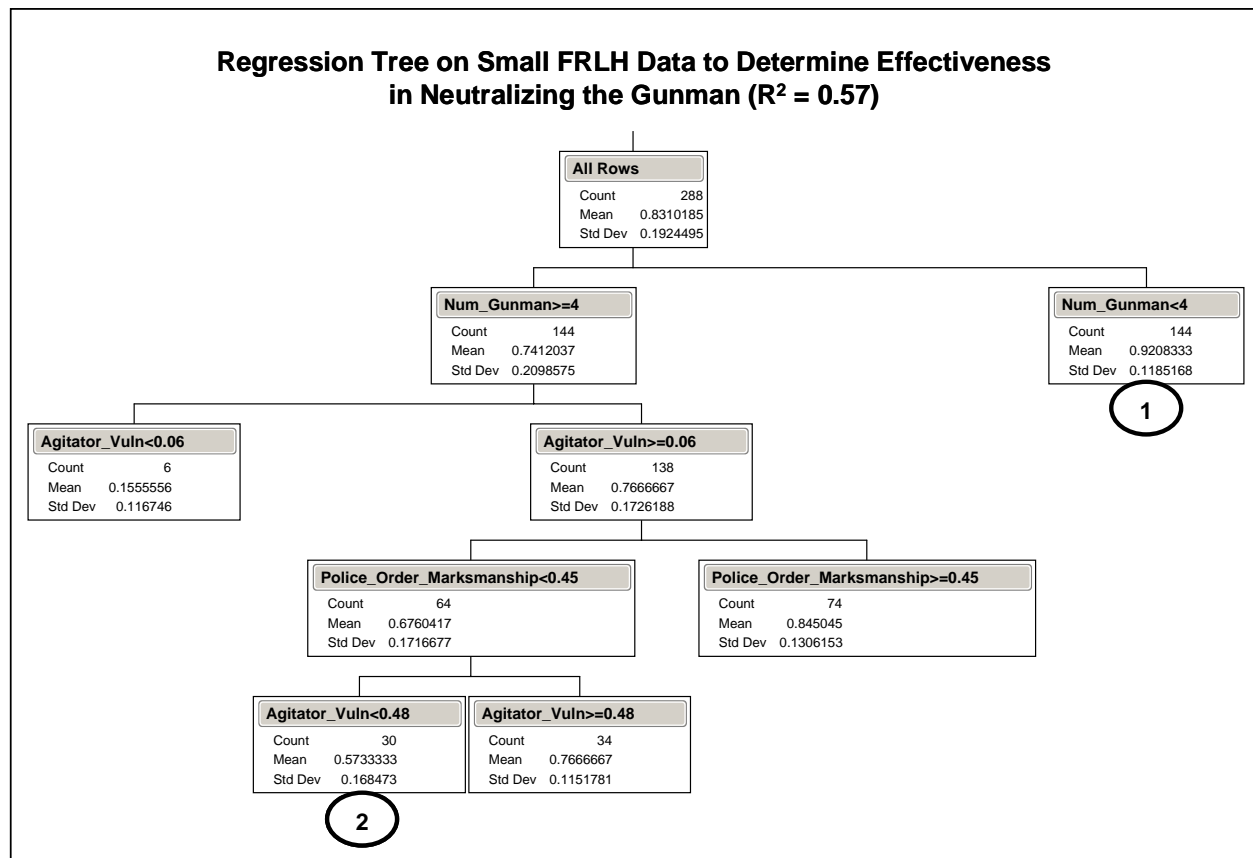 Regression Tree on Small FRLH Data to Determine Effectiveness
in Neutralizing the Gunman (R² = 0.57)
All Rows
Count 288
Mean 0.8310185
Std Dev 0.1924495
Num_Gunman>=4
Count 144
Mean 0.7412037
Std Dev 0.2098575
Num_Gunman<4
Count 144
Mean 0.9208333
Std Dev 0.1185168
1
Agitator_Vuln<0.06
Count 6
Mean 0.1555556
Std Dev 0.116746
Agitator_Vuln>=0.06
Count 138
Mean 0.7666667
Std Dev 0.1726188
Police_Order_Marksmanship<0.45
Count 64
Mean 0.6760417
Std Dev 0.1716677
Police_Order_Marksmanship>=0.45
Count 74
Mean 0.845045
Std Dev 0.1306153
Agitator_Vuln<0.48
Count 30
Mean 0.5733333
Std Dev 0.168473
2
Agitator_Vuln>=0.48
Count 34
Mean 0.7666667
Std Dev 0.1151781